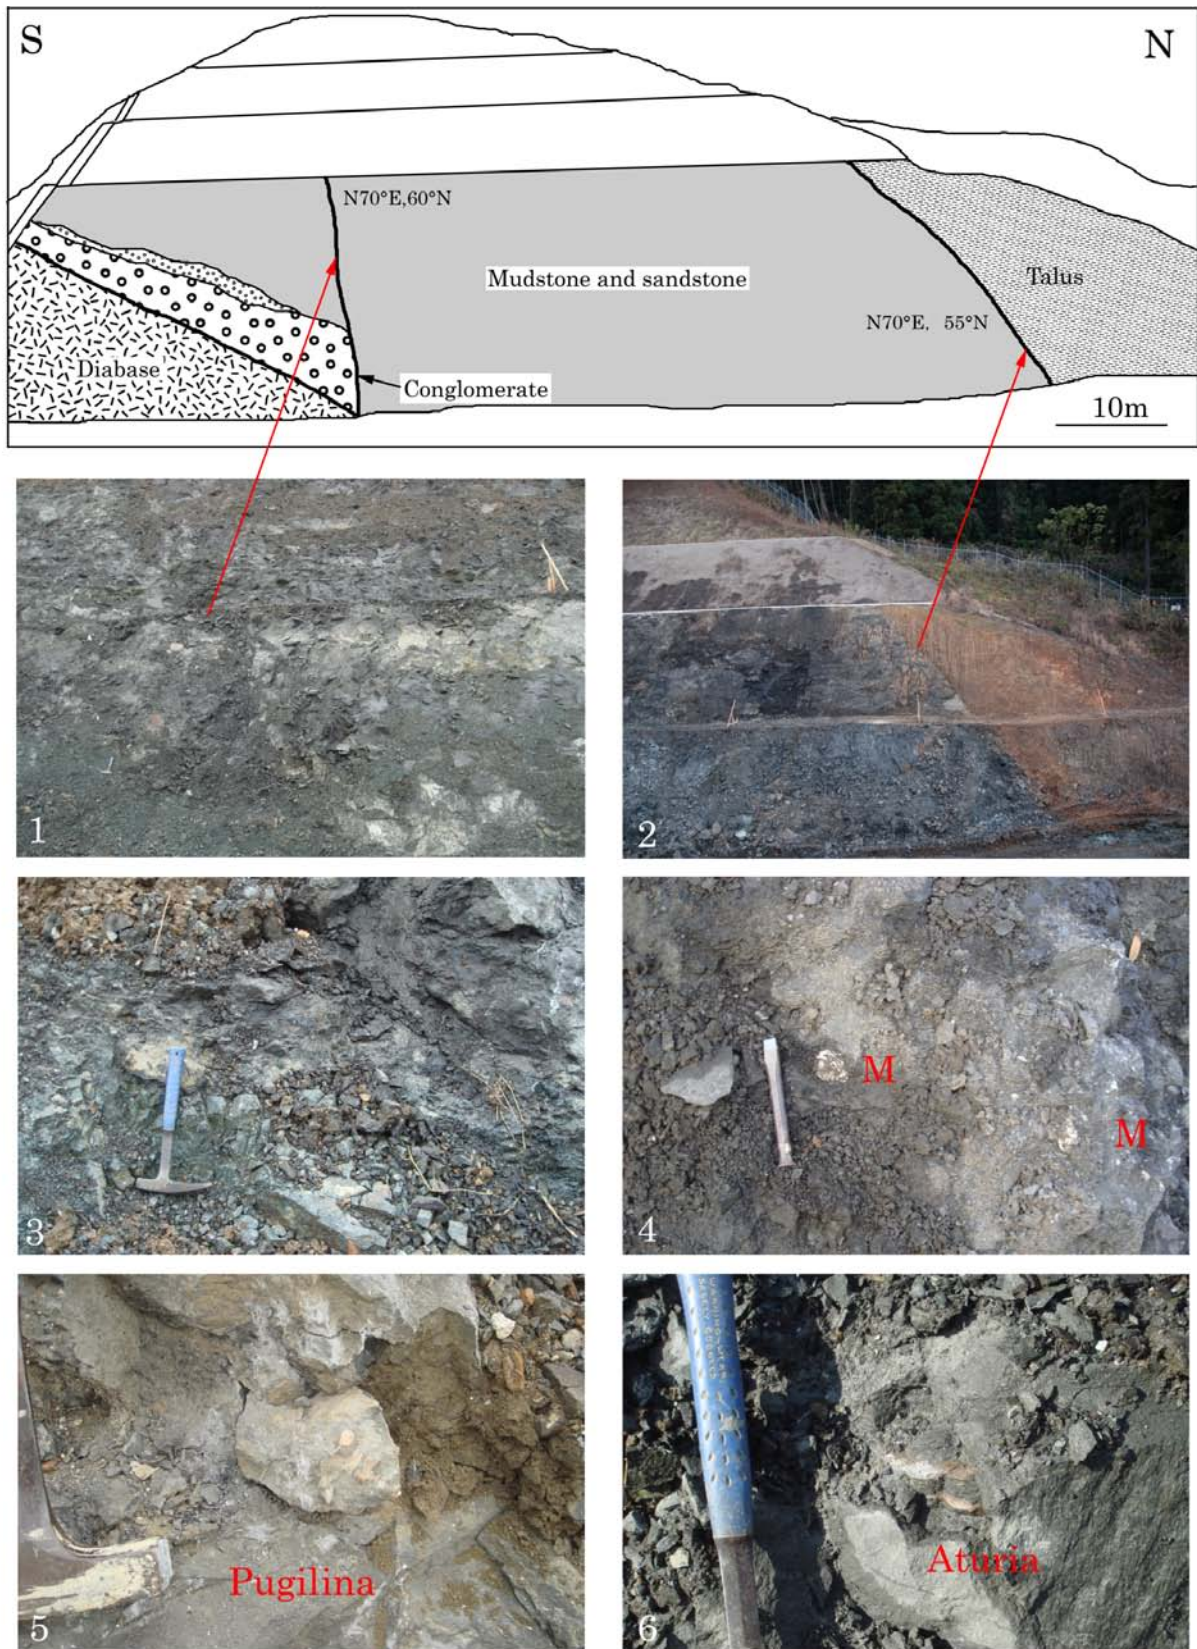 S
N
N70°E,60°N
Mudstone and sandstone
Talus
N70°E, 55°N
Diabase
Conglomerate
10m
1
2
3
4
M
M
5
Pugilina
6
Aturia